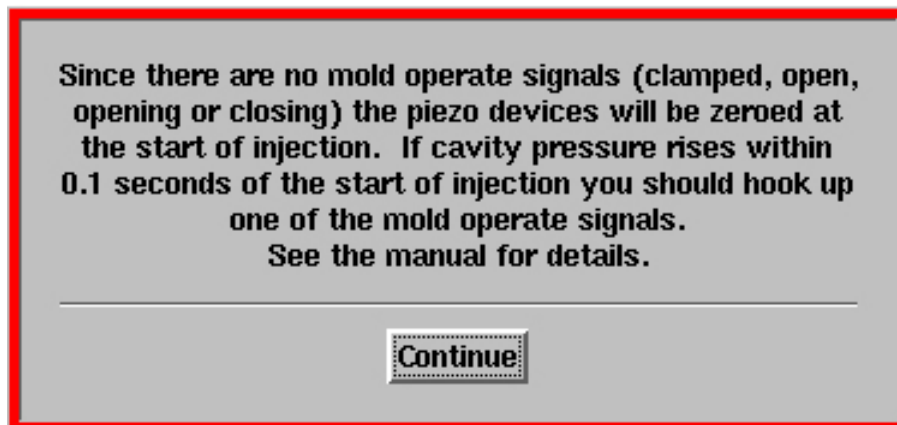 Since there are no mold operate signals (clamped, open,
opening or closing) the piezo devices will be zeroed at
the start of injection.  If cavity pressure rises within
0.1 seconds of the start of injection you should hook up
one of the mold operate signals.
See the manual for details.
Continue